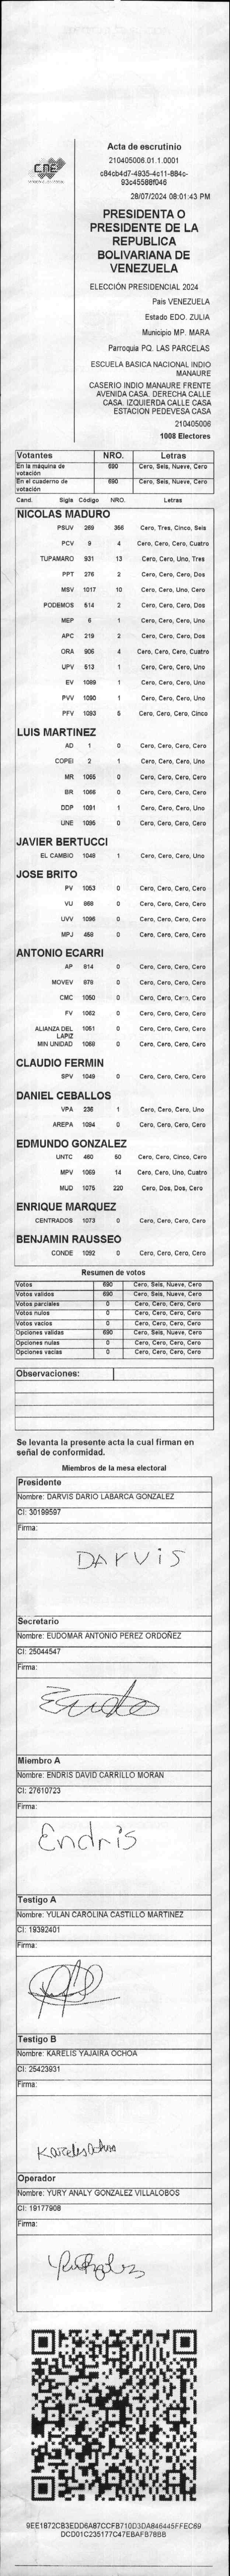 Acta de escrutinio
210405006.01.1.0001
c84cb4d7-4935-4c11-884c-
93c45588f046
28/07/2024 08:01:43 PM
CNE
PRESIDENTA O
PRESIDENTE DE LA
REPUBLICA
BOLIVARIANA DE
VENEZUELA
ELECCIÓN PRESIDENCIAL 2024
País VENEZUELA
Estado EDO. ZULIA
Municipio MP. MARA
Parroquia PQ. LAS PARCELAS
ESCUELA BASICA NACIONAL INDIO
MANAURE
CASERIO INDIO MANAURE FRENTE
AVENIDA CASA. DERECHA CALLE
CASA. IZQUIERDA CALLE CASA
ESTACION PEDEVESA CASA
210405006
1008 Electores
Votantes NRO. Letras
En la máquina de votación 690 Cero, Seis, Nueve, Cero
En el cuaderno de votación 690 Cero, Seis, Nueve, Cero
Cand. Sigla Código NRO. Letras
NICOLAS MADURO
PSUV 269 366 Cero, Tres, Cinco, Seis
PCV 9 4 Cero, Cero, Cero, Cuatro
TUPAMARO 931 13 Cero, Cero, Uno, Tres
PPT 276 2 Cero, Cero, Cero, Dos
MSV 1017 10 Cero, Cero, Uno, Cero
PODEMOS 514 2 Cero, Cero, Cero, Dos
MEP 6 1 Cero, Cero, Cero, Uno
APC 219 2 Cero, Cero, Cero, Dos
ORA 906 4 Cero, Cero, Cero, Cuatro
UPV 513 1 Cero, Cero, Cero, Uno
EV 1089 1 Cero, Cero, Cero, Uno
PVV 1090 1 Cero, Cero, Cero, Uno
PFV 1093 5 Cero, Cero, Cero, Cinco
LUIS MARTINEZ
AD 1 0 Cero, Cero, Cero, Cero
COPEI 2 1 Cero, Cero, Cero, Uno
MR 1065 0 Cero, Cero, Cero, Cero
BR 1066 0 Cero, Cero, Cero, Cero
DDP 1091 1 Cero, Cero, Cero, Uno
UNE 1095 0 Cero, Cero, Cero, Cero
JAVIER BERTUCCI
EL CAMBIO 1048 1 Cero, Cero, Cero, Uno
JOSE BRITO
PV 1053 0 Cero, Cero, Cero, Cero
VU 868 0 Cero, Cero, Cero, Cero
UVV 1096 0 Cero, Cero, Cero, Cero
MPJ 458 0 Cero, Cero, Cero, Cero
ANTONIO ECARRI
AP 814 0 Cero, Cero, Cero, Cero
MOVEV 878 0 Cero, Cero, Cero, Cero
CMC 1050 0 Cero, Cero, Cero, Cero
FV 1062 0 Cero, Cero, Cero, Cero
ALIANZA DEL LAPIZ 1051 0 Cero, Cero, Cero, Cero
MIN UNIDAD 1068 0 Cero, Cero, Cero, Cero
CLAUDIO FERMIN
SPV 1049 0 Cero, Cero, Cero, Cero
DANIEL CEBALLOS
VPA 236 1 Cero, Cero, Cero, Uno
AREPA 1094 0 Cero, Cero, Cero, Cero
EDMUNDO GONZALEZ
UNTC 460 50 Cero, Cero, Cinco, Cero
MPV 1069 14 Cero, Cero, Uno, Cuatro
MUD 1075 220 Cero, Dos, Dos, Cero
ENRIQUE MARQUEZ
CENTRADOS 1073 0 Cero, Cero, Cero, Cero
BENJAMIN RAUSSEO
CONDE 1092 0 Cero, Cero, Cero, Cero
Resumen de votos
Votos 690 Cero, Seis, Nueve, Cero
Votos validos 690 Cero, Seis, Nueve, Cero
Votos parciales 0 Cero, Cero, Cero, Cero
Votos nulos 0 Cero, Cero, Cero, Cero
Votos vacios 0 Cero, Cero, Cero, Cero
Opciones validas 690 Cero, Seis, Nueve, Cero
Opciones nulas 0 Cero, Cero, Cero, Cero
Opciones vacias 0 Cero, Cero, Cero, Cero
Observaciones:
Se levanta la presente acta la cual firman en
señal de conformidad.
Miembros de la mesa electoral
Presidente
Nombre: DARVIS DARIO LABARCA GONZALEZ
CI: 30199597
Firma:
DARVIS
Secretario
Nombre: EUDOMAR ANTONIO PEREZ ORDOÑEZ
CI: 25044547
Firma:
Miembro A
Nombre: ENDRIS DAVID CARRILLO MORAN
CI: 27610723
Firma:
Endris
Testigo A
Nombre: YULAN CAROLINA CASTILLO MARTINEZ
CI: 19392401
Firma:
Testigo B
Nombre: KARELIS YAJAIRA OCHOA
CI: 25423931
Firma:
Karelis Ochoa
Operador
Nombre: YURY ANALY GONZALEZ VILLALOBOS
CI: 19177908
Firma:
9EE1872CB3EDD6A87CCFB710D3DA846445FFEC69
DCD01C235177C47EBAFB78BB